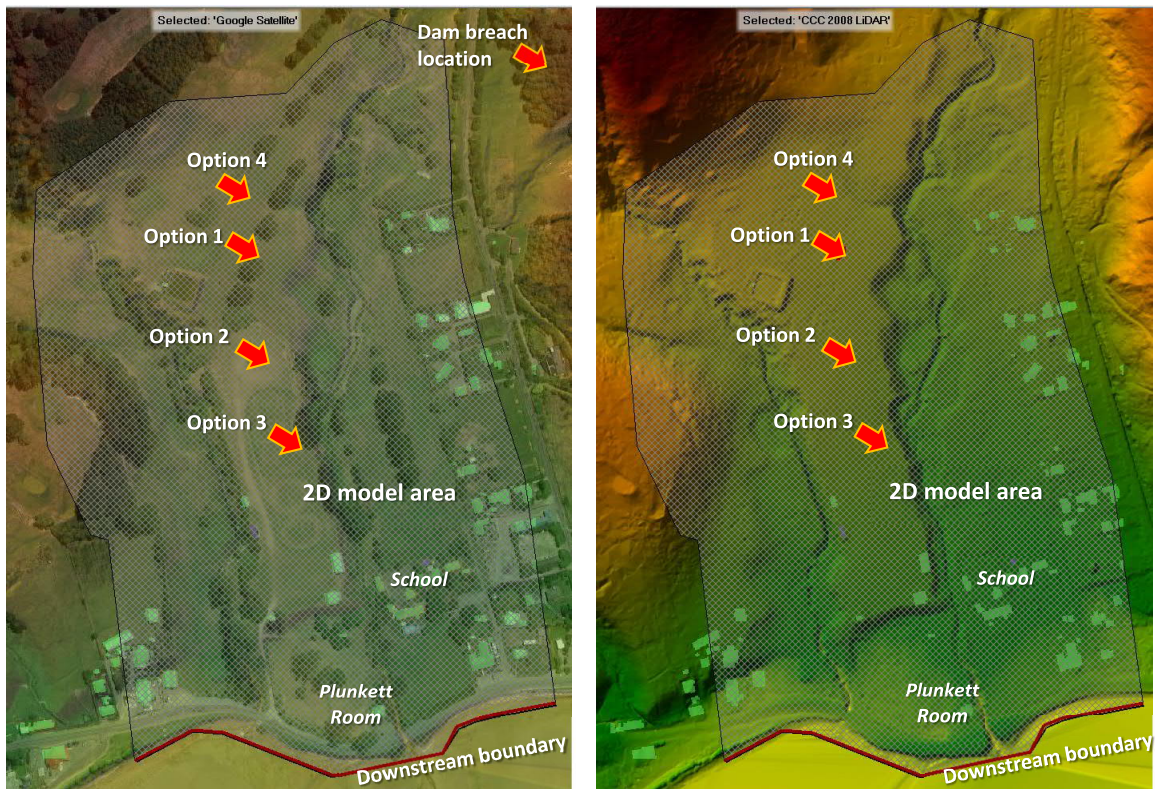 Selected: 'Google Satellite'
Dam breach
location
Option 4
Option 1
Option 2
Option 3
2D model area
School
Plunkett
Room
Downstream boundary
Selected: 'CCC 2008 LiDAR'
Option 4
Option 1
Option 2
Option 3
2D model area
School
Plunkett
Room
Downstream boundary